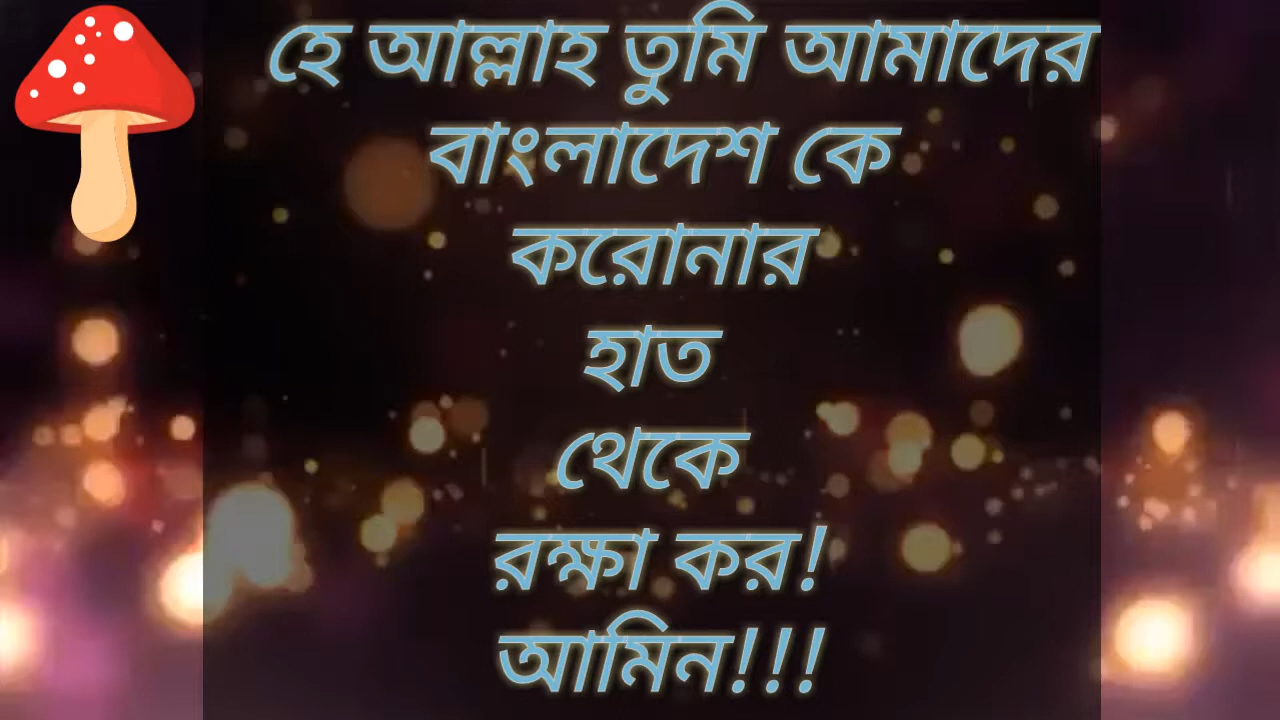 হে আল্লাহ তুমি আমাদের
বাংলাদেশ কে
করোনার
হাত
থেকে
রক্ষা কর!
আমিন!!!